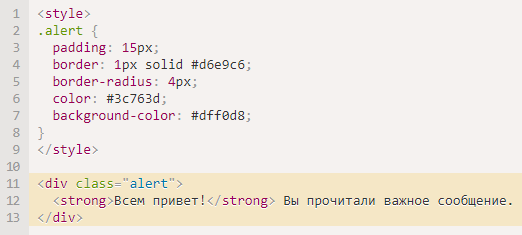 1 <style>
2 .alert {
3   padding: 15px;
4   border: 1px solid #d6e9c6;
5   border-radius: 4px;
6   color: #3c763d;
7   background-color: #dff0d8;
8 }
9 </style>
10
11 <div class="alert">
12   <strong>Всем привет!</strong> Вы прочитали важное сообщение.
13 </div>